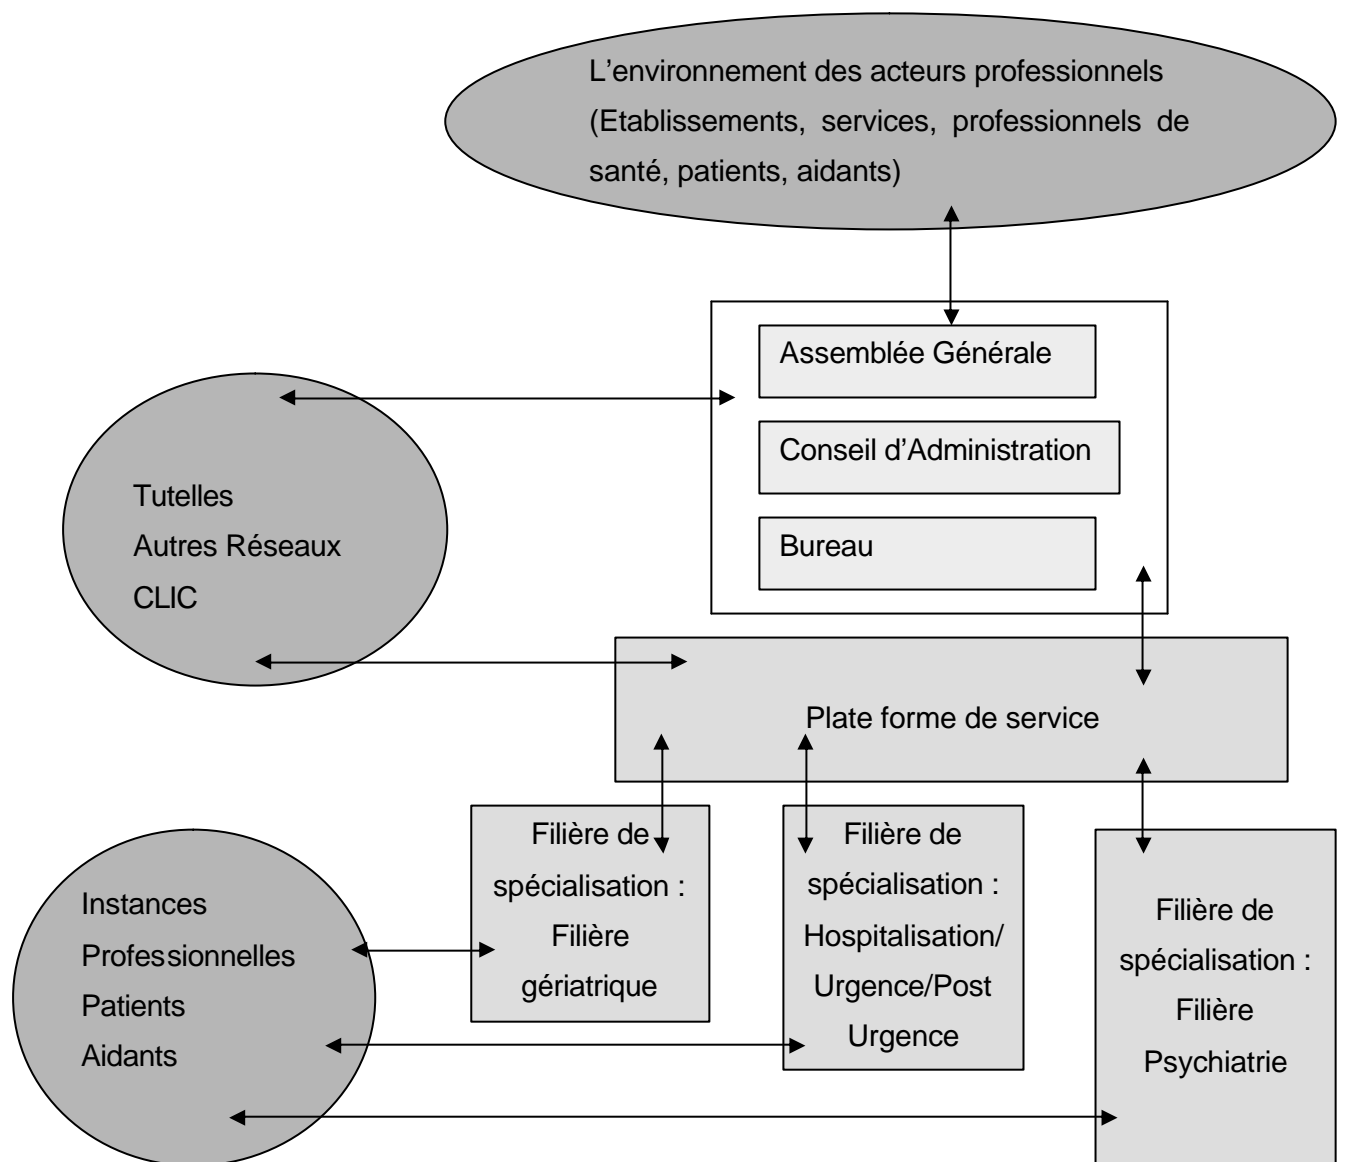 L’environnement des acteurs professionnels
(Etablissements, services, professionnels de
santé, patients, aidants)
Assemblée Générale
Conseil d’Administration
Bureau
Tutelles
Autres Réseaux
CLIC
Plate forme de service
Filière de
spécialisation :
Filière
gériatrique
Filière de
spécialisation :
Hospitalisation/
Urgence/Post
Urgence
Filière de
spécialisation :
Filière
Psychiatrie
Instances
Professionnelles
Patients
Aidants